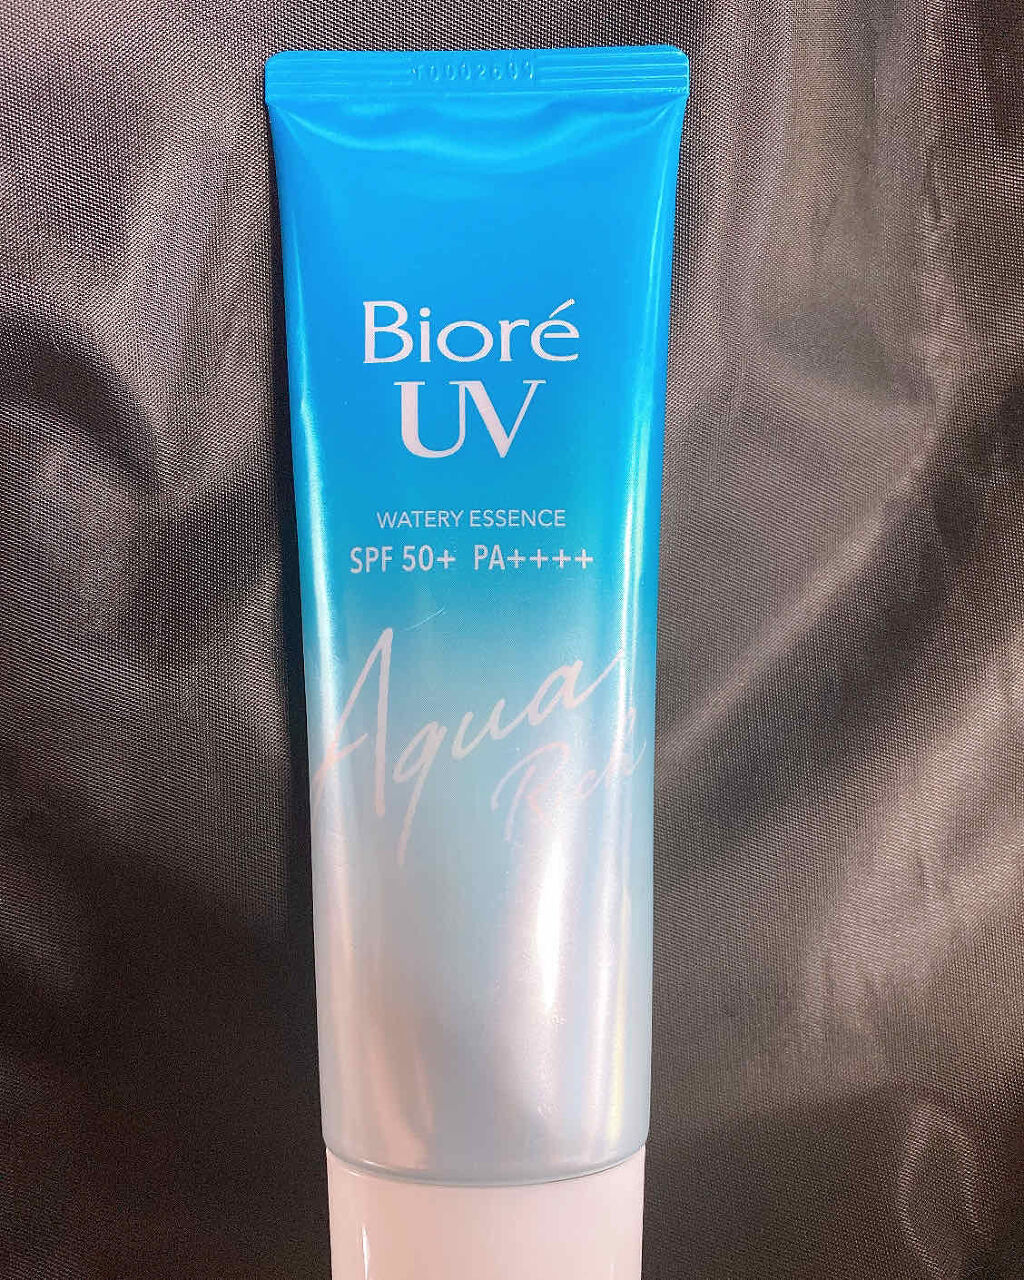 Bioré
UV
WATERY ESSENCE
SPF 50+ PA++++
Aqua
Rich